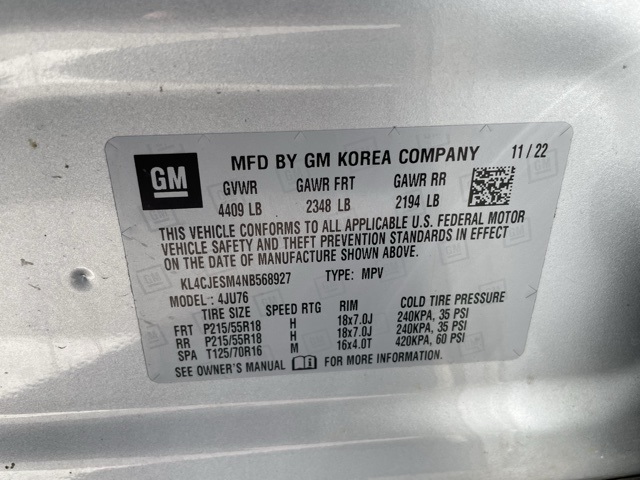 GM MFD BY GM KOREA COMPANY 11/22
GVWR GAWR FRT GAWR RR
4409 LB 2348 LB 2194 LB
THIS VEHICLE CONFORMS TO ALL APPLICABLE U.S. FEDERAL MOTOR
VEHICLE SAFETY AND THEFT PREVENTION STANDARDS IN EFFECT
ON THE DATE OF MANUFACTURE SHOWN ABOVE.
KL4CJESM4NB568927 TYPE: MPV
MODEL: 4JU76
TIRE SIZE SPEED RTG RIM COLD TIRE PRESSURE
FRT P215/55R18 H 18x7.0J 240KPA, 35 PSI
RR P215/55R18 H 18x7.0J 240KPA, 35 PSI
SPA T125/70R16 M 16x4.0T 420KPA, 60 PSI
SEE OWNER'S MANUAL FOR MORE INFORMATION.